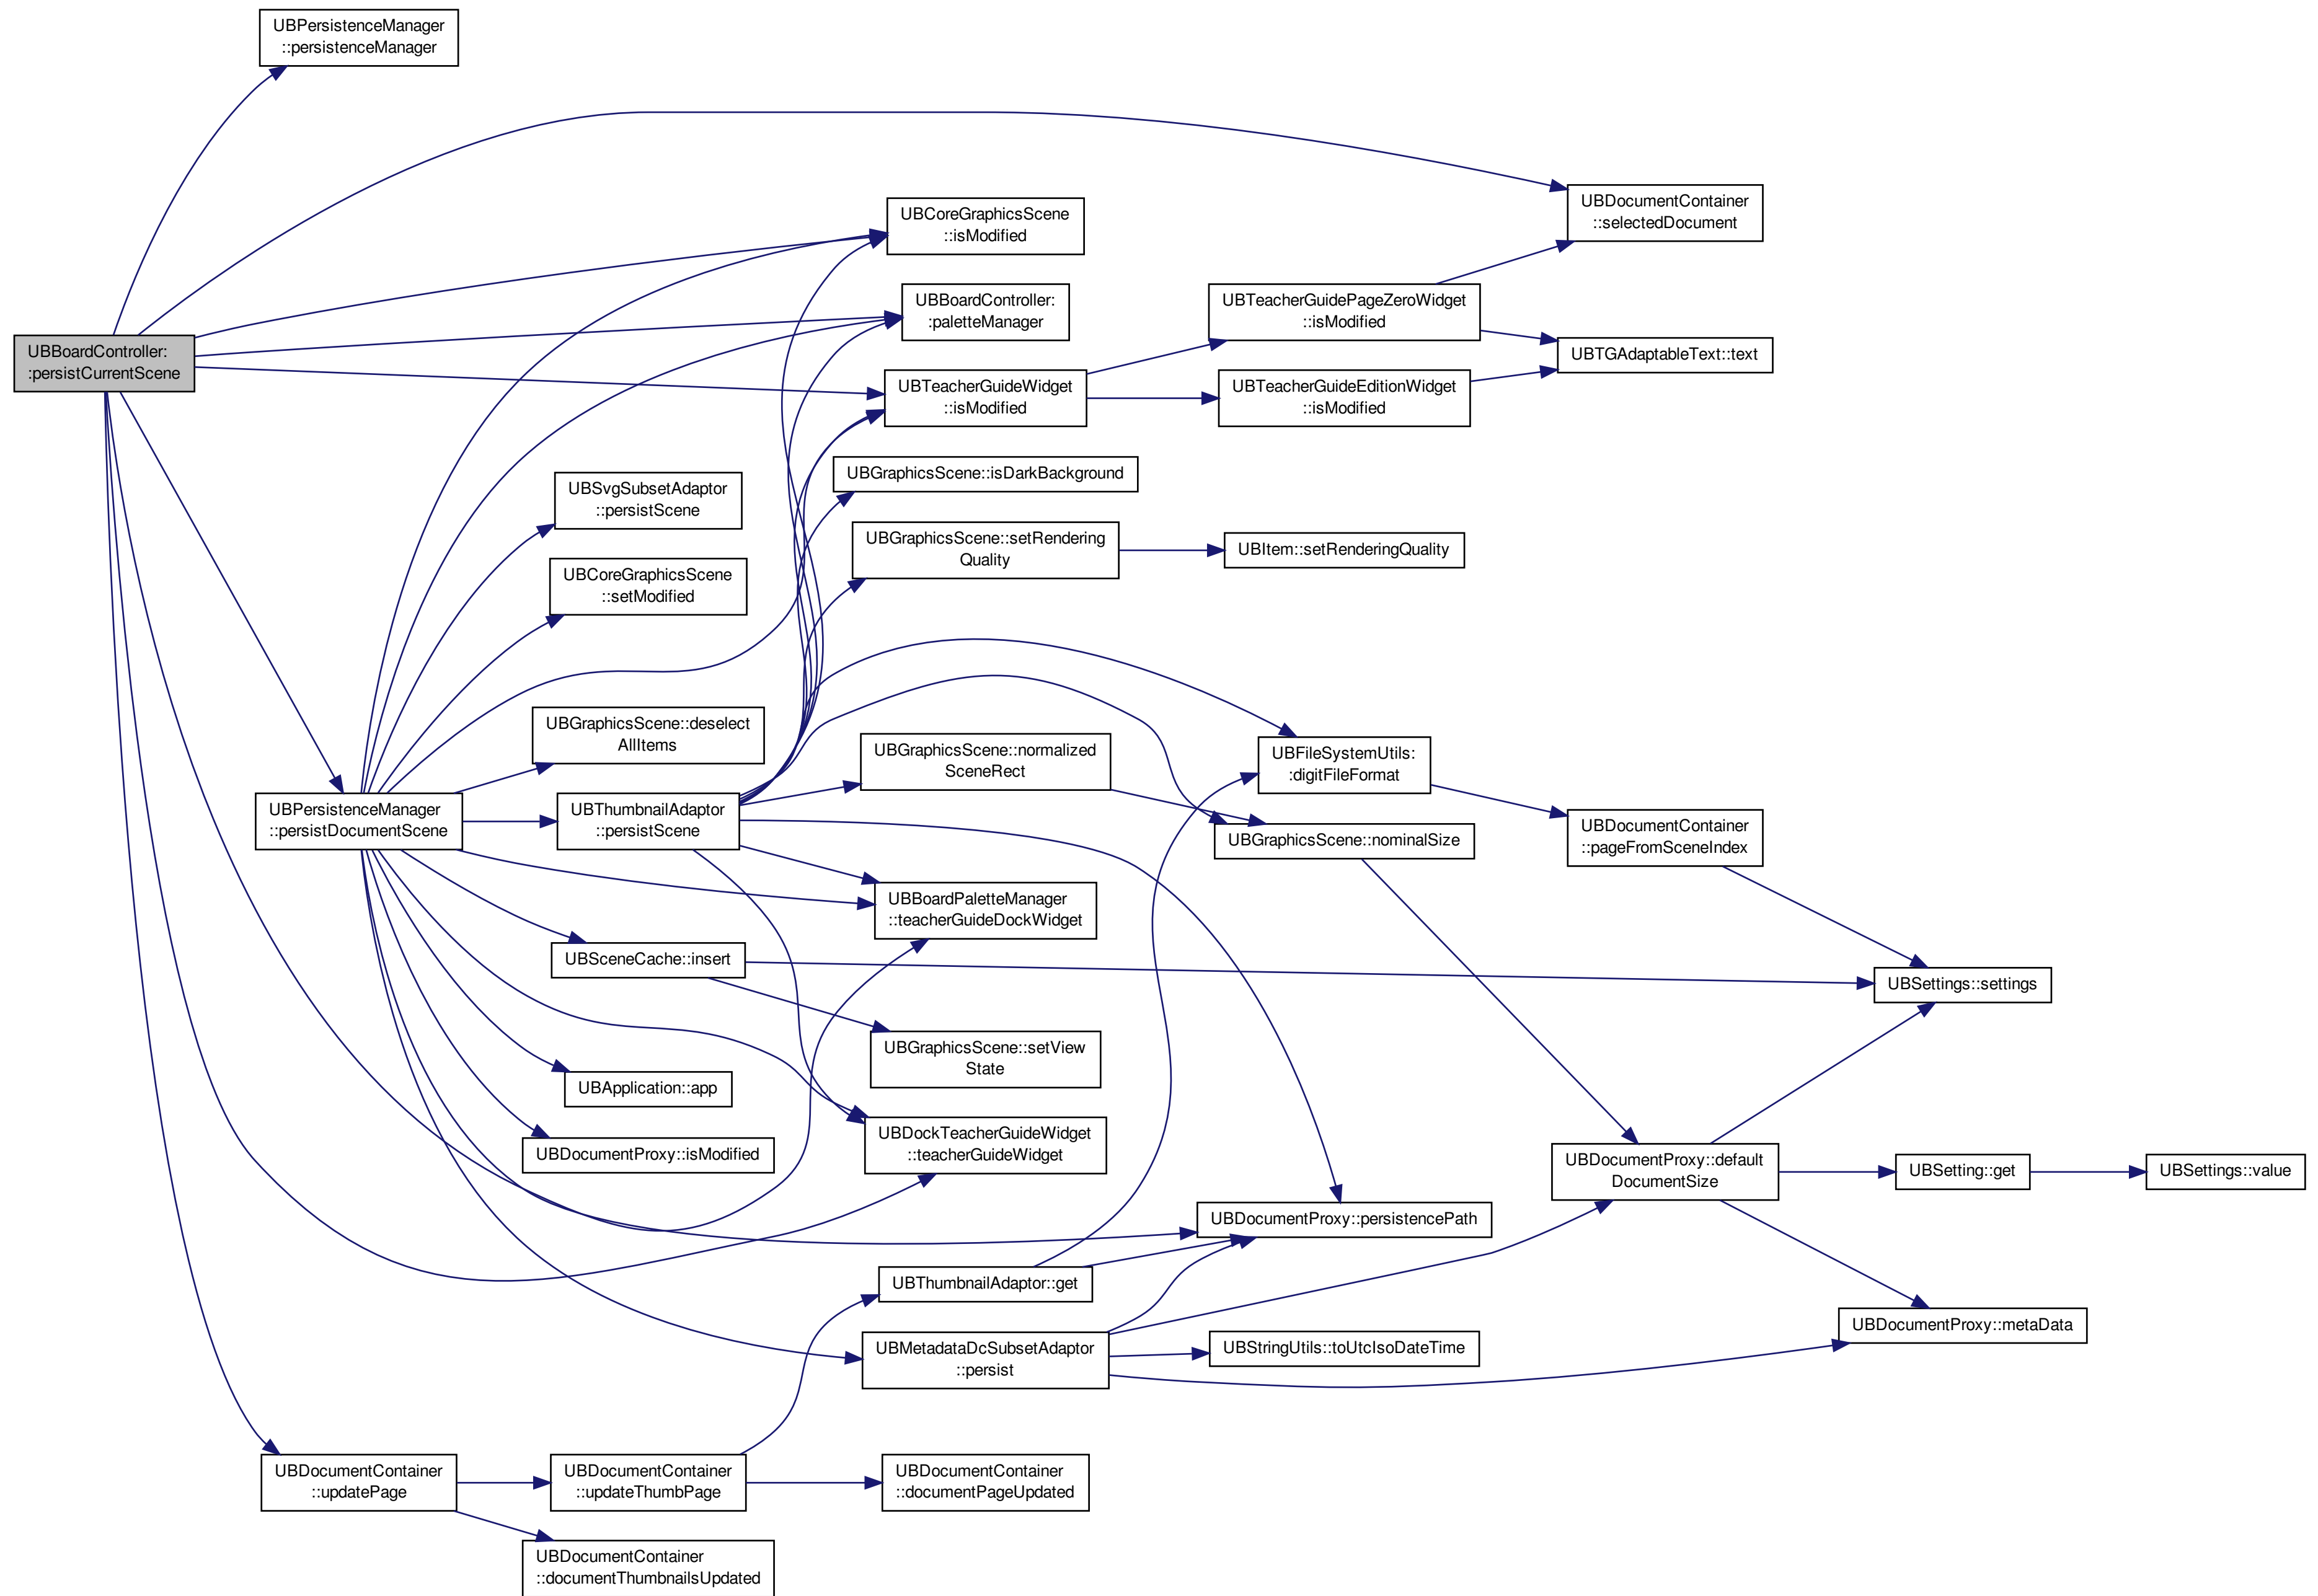 UBPersistenceManager
::persistenceManager
UBDocumentContainer
::selectedDocument
UBCoreGraphicsScene
::isModified
UBBoardController:
:paletteManager
UBTeacherGuidePageZeroWidget
::isModified
UBBoardController:
:persistCurrentScene
UBTGAdaptableText::text
UBTeacherGuideWidget
::isModified
UBTeacherGuideEditionWidget
::isModified
UBGraphicsScene::isDarkBackground
UBSvgSubsetAdaptor
::persistScene
UBGraphicsScene::setRendering
Quality
UBItem::setRenderingQuality
UBCoreGraphicsScene
::setModified
UBGraphicsScene::deselect
AllItems
UBGraphicsScene::normalized
SceneRect
UBFileSystemUtils:
:digitFileFormat
UBPersistenceManager
::persistDocumentScene
UBThumbnailAdaptor
::persistScene
UBGraphicsScene::nominalSize
UBDocumentContainer
::pageFromSceneIndex
UBBoardPaletteManager
::teacherGuideDockWidget
UBSceneCache::insert
UBSettings::settings
UBGraphicsScene::setView
State
UBApplication::app
UBDocumentProxy::isModified
UBDockTeacherGuideWidget
::teacherGuideWidget
UBDocumentProxy::default
DocumentSize
UBSetting::get
UBSettings::value
UBDocumentProxy::persistencePath
UBThumbnailAdaptor::get
UBDocumentProxy::metaData
UBMetadataDcSubsetAdaptor
::persist
UBStringUtils::toUtcIsoDateTime
UBDocumentContainer
::updatePage
UBDocumentContainer
::updateThumbPage
UBDocumentContainer
::documentPageUpdated
UBDocumentContainer
::documentThumbnailsUpdated